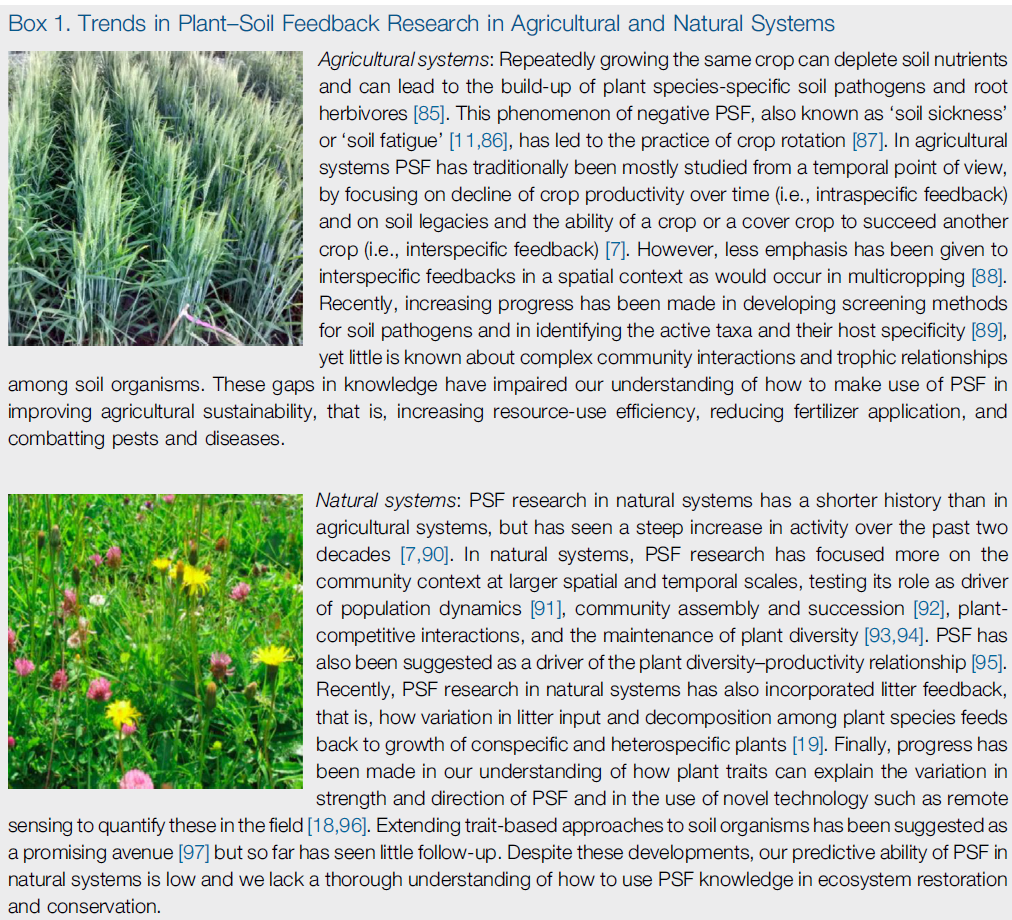 Box 1. Trends in Plant–Soil Feedback Research in Agricultural and Natural Systems
Agricultural systems: Repeatedly growing the same crop can deplete soil nutrients
and can lead to the build-up of plant species-specific soil pathogens and root
herbivores [85]. This phenomenon of negative PSF, also known as ‘soil sickness’
or ‘soil fatigue’ [11,86], has led to the practice of crop rotation [87]. In agricultural
systems PSF has traditionally been mostly studied from a temporal point of view,
by focusing on decline of crop productivity over time (i.e., intraspecific feedback)
and on soil legacies and the ability of a crop or a cover crop to succeed another
crop (i.e., interspecific feedback) [7]. However, less emphasis has been given to
interspecific feedbacks in a spatial context as would occur in multicropping [88].
Recently, increasing progress has been made in developing screening methods
for soil pathogens and in identifying the active taxa and their host specificity [89],
yet little is known about complex community interactions and trophic relationships
among soil organisms. These gaps in knowledge have impaired our understanding of how to make use of PSF in
improving agricultural sustainability, that is, increasing resource-use efficiency, reducing fertilizer application, and
combatting pests and diseases.
Natural systems: PSF research in natural systems has a shorter history than in
agricultural systems, but has seen a steep increase in activity over the past two
decades [7,90]. In natural systems, PSF research has focused more on the
community context at larger spatial and temporal scales, testing its role as driver
of population dynamics [91], community assembly and succession [92], plant-
competitive interactions, and the maintenance of plant diversity [93,94]. PSF has
also been suggested as a driver of the plant diversity–productivity relationship [95].
Recently, PSF research in natural systems has also incorporated litter feedback,
that is, how variation in litter input and decomposition among plant species feeds
back to growth of conspecific and heterospecific plants [19]. Finally, progress has
been made in our understanding of how plant traits can explain the variation in
strength and direction of PSF and in the use of novel technology such as remote
sensing to quantify these in the field [18,96]. Extending trait-based approaches to soil organisms has been suggested as
a promising avenue [97] but so far has seen little follow-up. Despite these developments, our predictive ability of PSF in
natural systems is low and we lack a thorough understanding of how to use PSF knowledge in ecosystem restoration
and conservation.